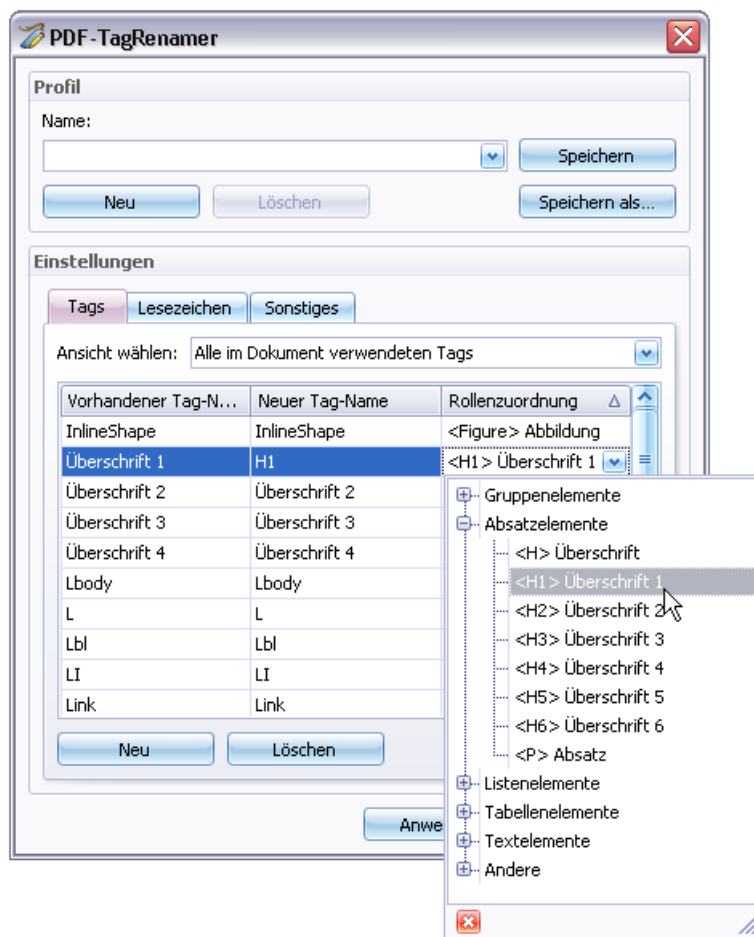 PDF-TagRenamer
Profil
Name:
Speichern
Neu
Löschen
Speichern als...
Einstellungen
Tags
Lesezeichen
Sonstiges
Ansicht wählen: Alle im Dokument verwendeten Tags
Vorhandener Tag-N... Neuer Tag-Name Rollenzuordnung
InlineShape InlineShape <Figure> Abbildung
Überschrift 1 H1 <H1> Überschrift 1
Überschrift 2 Überschrift 2
Überschrift 3 Überschrift 3
Überschrift 4 Überschrift 4
Lbody Lbody
L L
Lbl Lbl
LI LI
Link Link
Neu
Löschen
Anwe
Gruppenelemente
Absatzelemente
<H> Überschrift
<H1> Überschrift 1
<H2> Überschrift 2
<H3> Überschrift 3
<H4> Überschrift 4
<H5> Überschrift 5
<H6> Überschrift 6
<P> Absatz
Listenelemente
Tabellenelemente
Textelemente
Andere